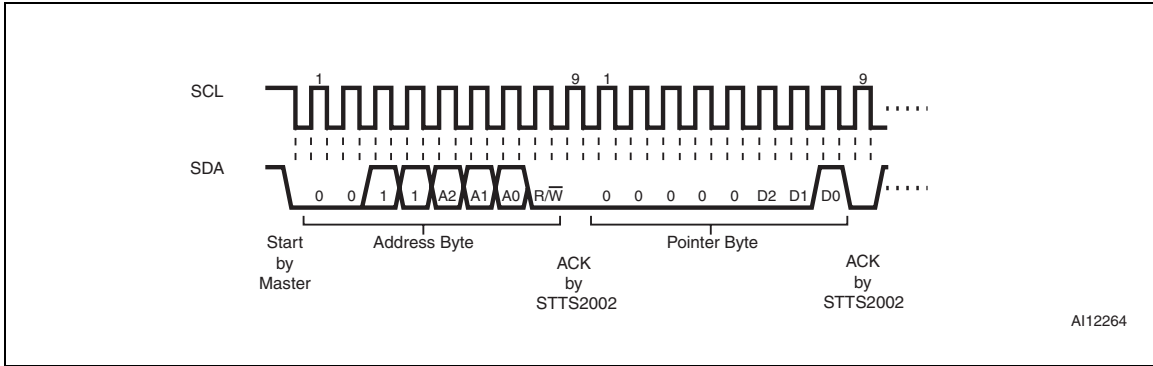 1 9 1 9
SCL
SDA
0 0 1 1 A2 A1 A0 R/W̅ 0 0 0 0 0 D2 D1 D0
Address Byte Pointer Byte
Start
by
Master
ACK
by
STTS2002
ACK
by
STTS2002
AI12264